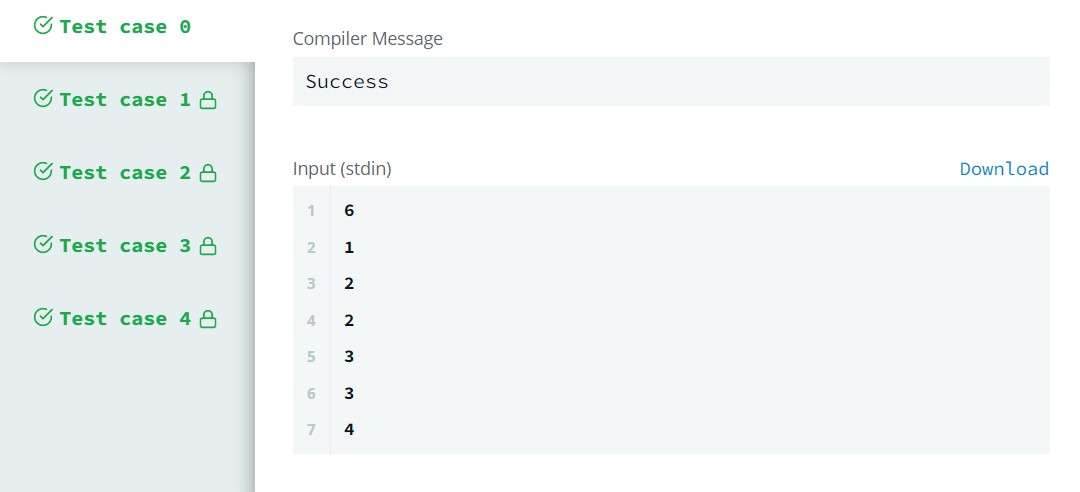 Test case 0
Test case 1
Test case 2
Test case 3
Test case 4
Compiler Message
Success
Input (stdin) Download
1 6
2 1
3 2
4 2
5 3
6 3
7 4